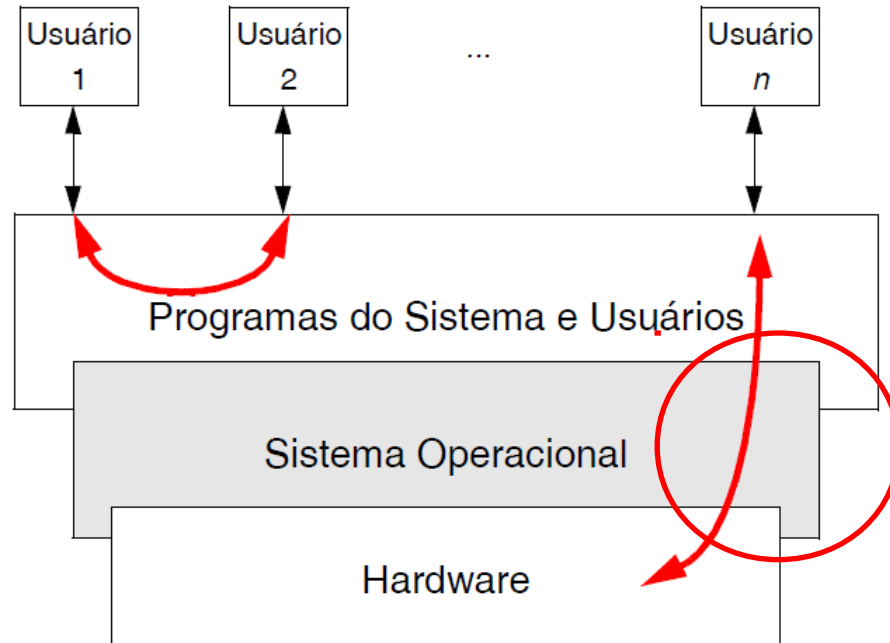 Usuário
1
Usuário
2
...
Usuário
n
Programas do Sistema e Usuários
Sistema Operacional
Hardware